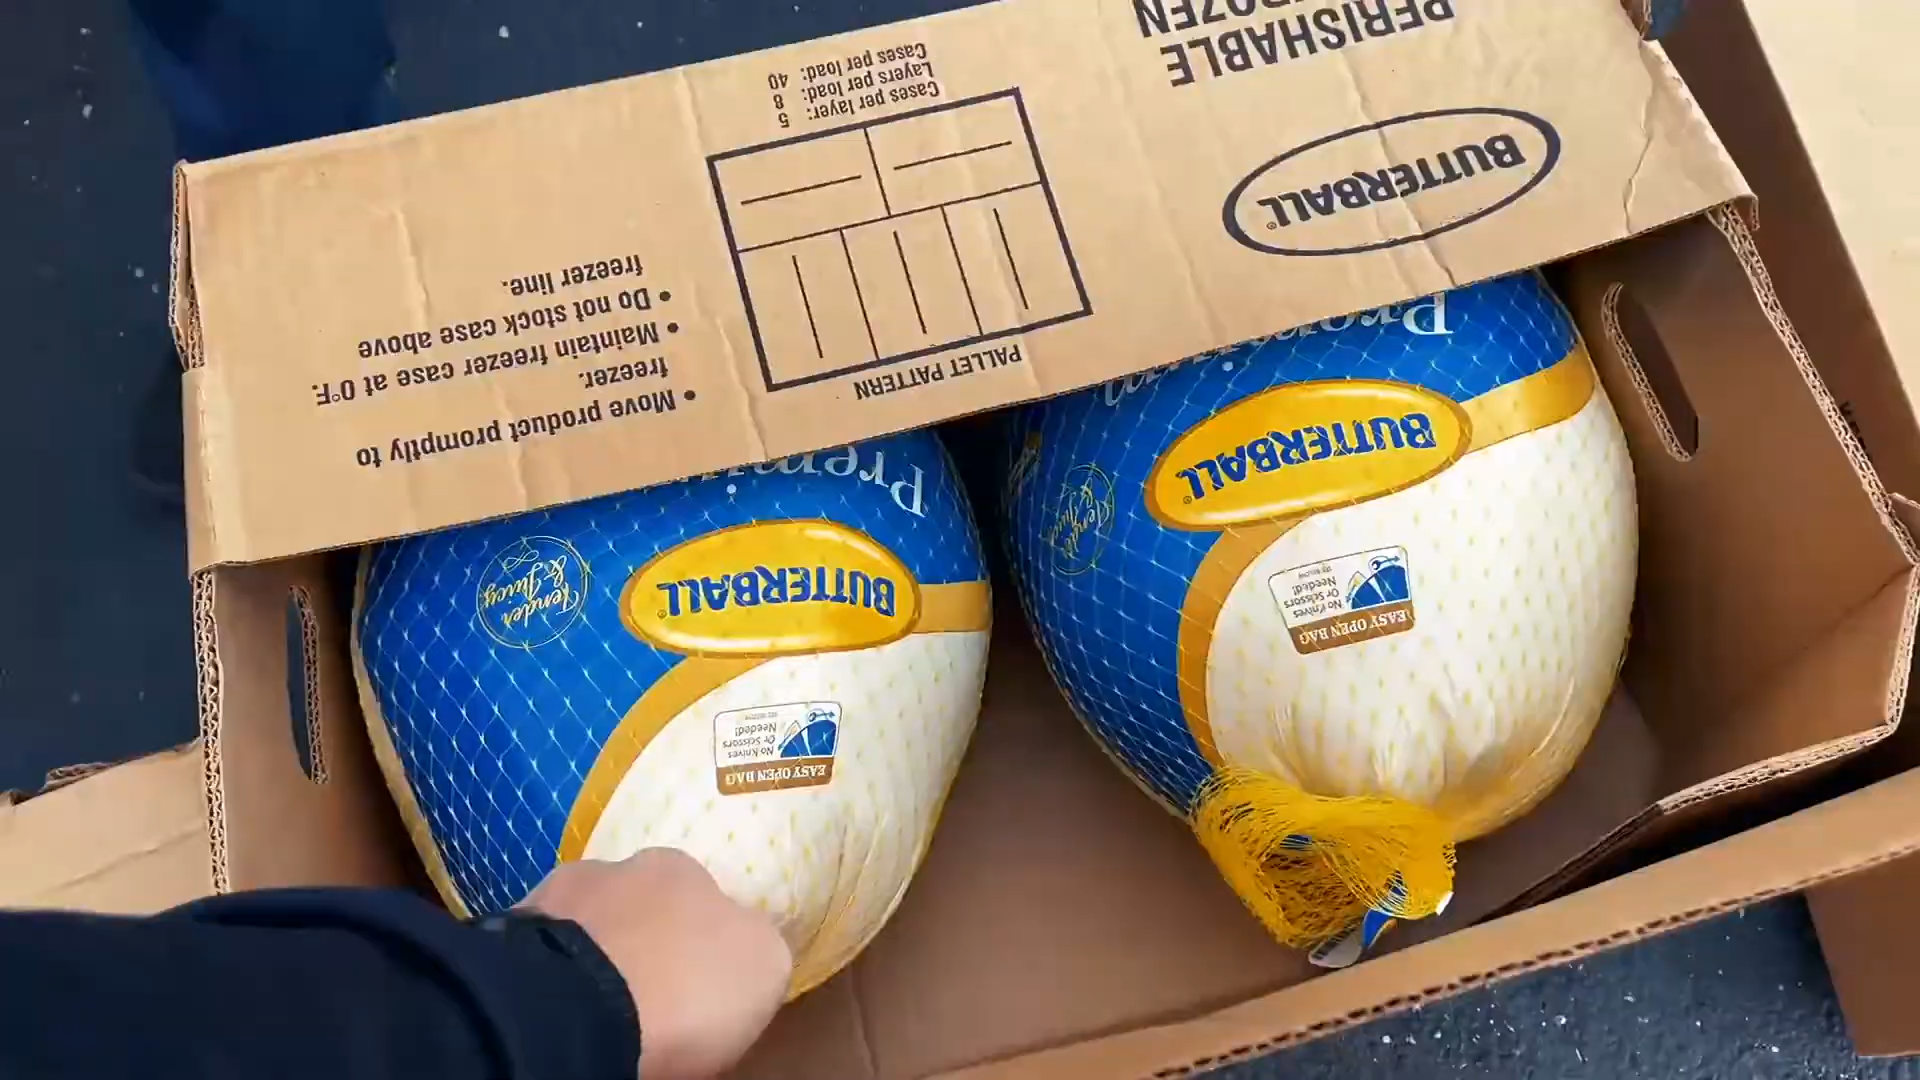 PERISHABLE
BUTTERBALL®
Cases per layer: 5
Layers per load: 8
Cases per load: 40
PALLET PATTERN
• Move product promptly to
freezer.
• Maintain freezer case at 0°F.
• Do not stock case above
freezer line.
BUTTERBALL®
Tender
& Juicy
EASY OPEN BAG
No Knives
Or Scissors
Needed!
BUTTERBALL®
Tender
& Juicy
EASY OPEN BAG
No Knives
Or Scissors
Needed!